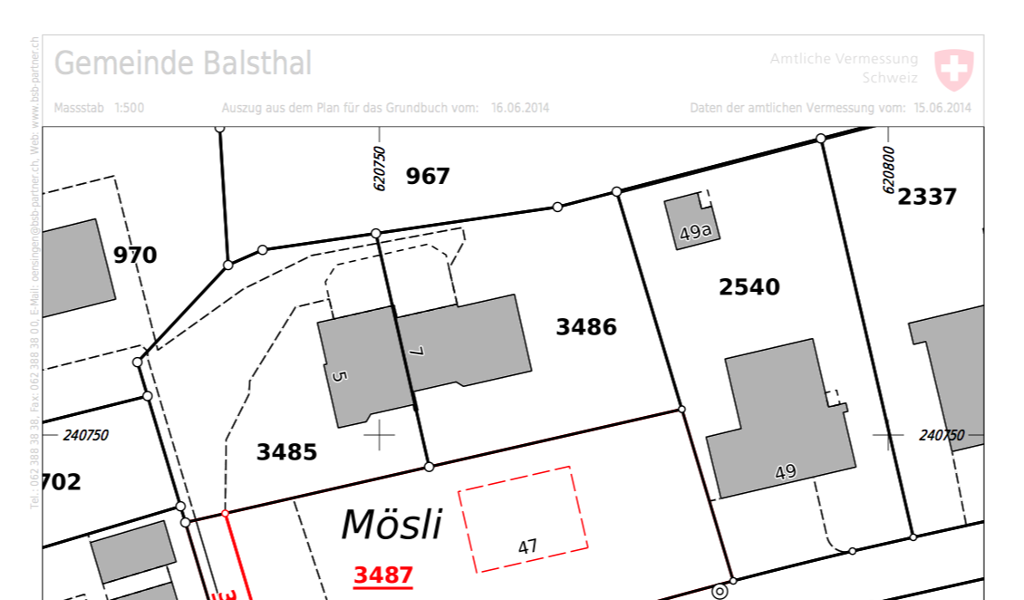 Gemeinde Balsthal
Amtliche Vermessung
Schweiz
Massstab 1:500
Auszug aus dem Plan für das Grundbuch vom: 16.06.2014
Daten der amtlichen Vermessung vom: 15.06.2014
Tel.: 062 388 38 38, Fax: 062 388 38 00, E-Mail: oensingen@bsb-partner.ch, Web: www.bsb-partner.ch
620750
967
620800
2337
970
49a
2540
3486
7
5
240750
240750
3485
702
49
Mösli
47
3487